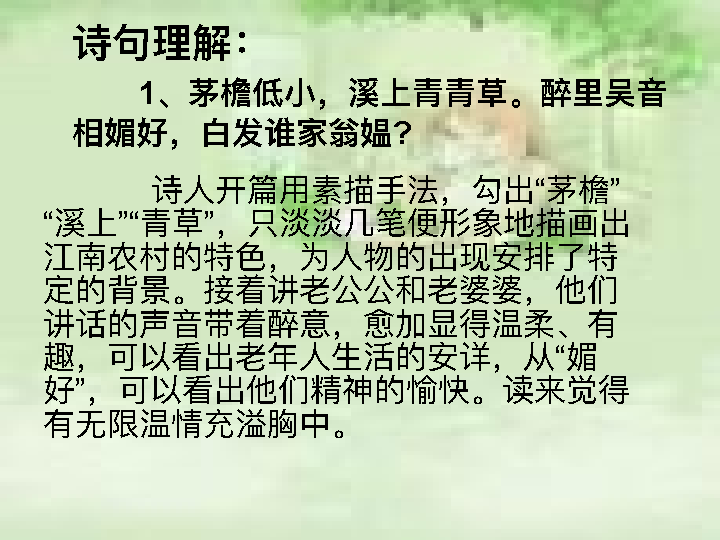 诗句理解：
1、茅檐低小，溪上青青草。醉里吴音
相媚好，白发谁家翁媪?
诗人开篇用素描手法，勾出“茅檐”
“溪上”“青草”，只淡淡几笔便形象地描画出
江南农村的特色，为人物的出现安排了特
定的背景。接着讲老公公和老婆婆，他们
讲话的声音带着醉意，愈加显得温柔、有
趣，可以看出老年人生活的安详，从“媚
好”，可以看出他们精神的愉快。读来觉得
有无限温情充溢胸中。